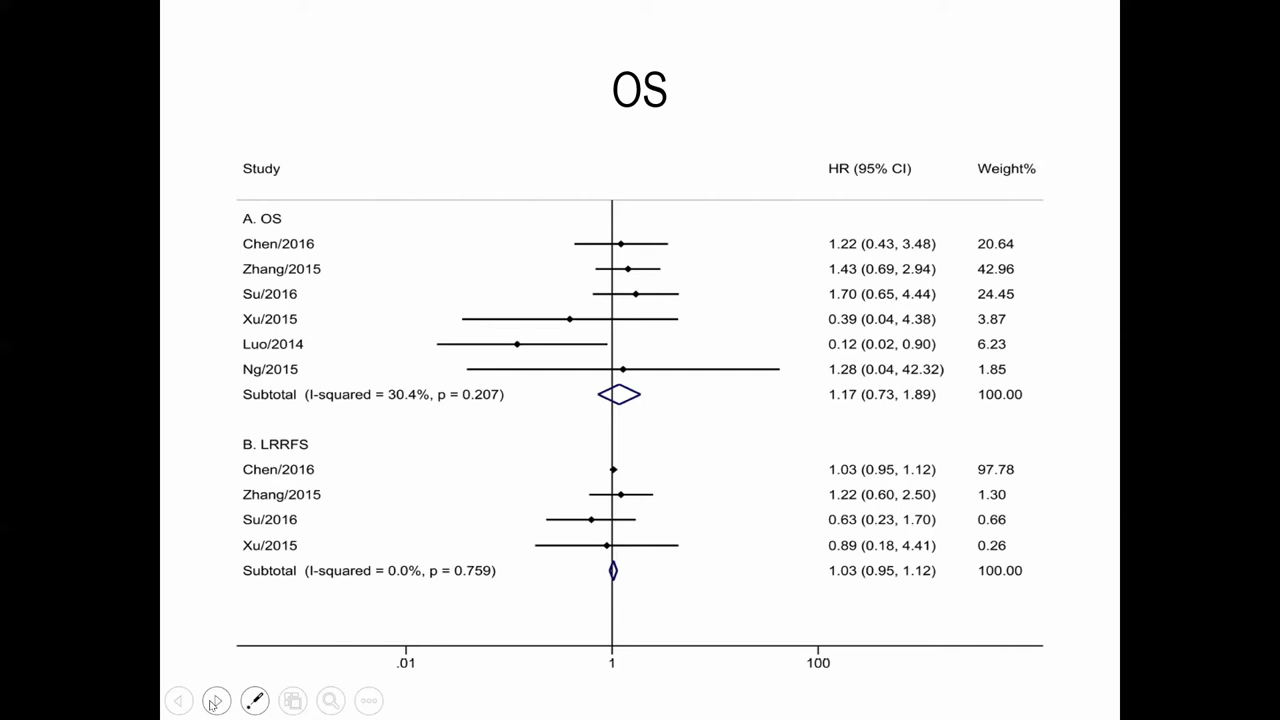 OS
Study HR (95% CI) Weight%
A. OS
Chen/2016 1.22 (0.43, 3.48) 20.64
Zhang/2015 1.43 (0.69, 2.94) 42.96
Su/2016 1.70 (0.65, 4.44) 24.45
Xu/2015 0.39 (0.04, 4.38) 3.87
Luo/2014 0.12 (0.02, 0.90) 6.23
Ng/2015 1.28 (0.04, 42.32) 1.85
Subtotal (I-squared = 30.4%, p = 0.207) 1.17 (0.73, 1.89) 100.00
B. LRRFS
Chen/2016 1.03 (0.95, 1.12) 97.78
Zhang/2015 1.22 (0.60, 2.50) 1.30
Su/2016 0.63 (0.23, 1.70) 0.66
Xu/2015 0.89 (0.18, 4.41) 0.26
Subtotal (I-squared = 0.0%, p = 0.759) 1.03 (0.95, 1.12) 100.00
.01 1 100